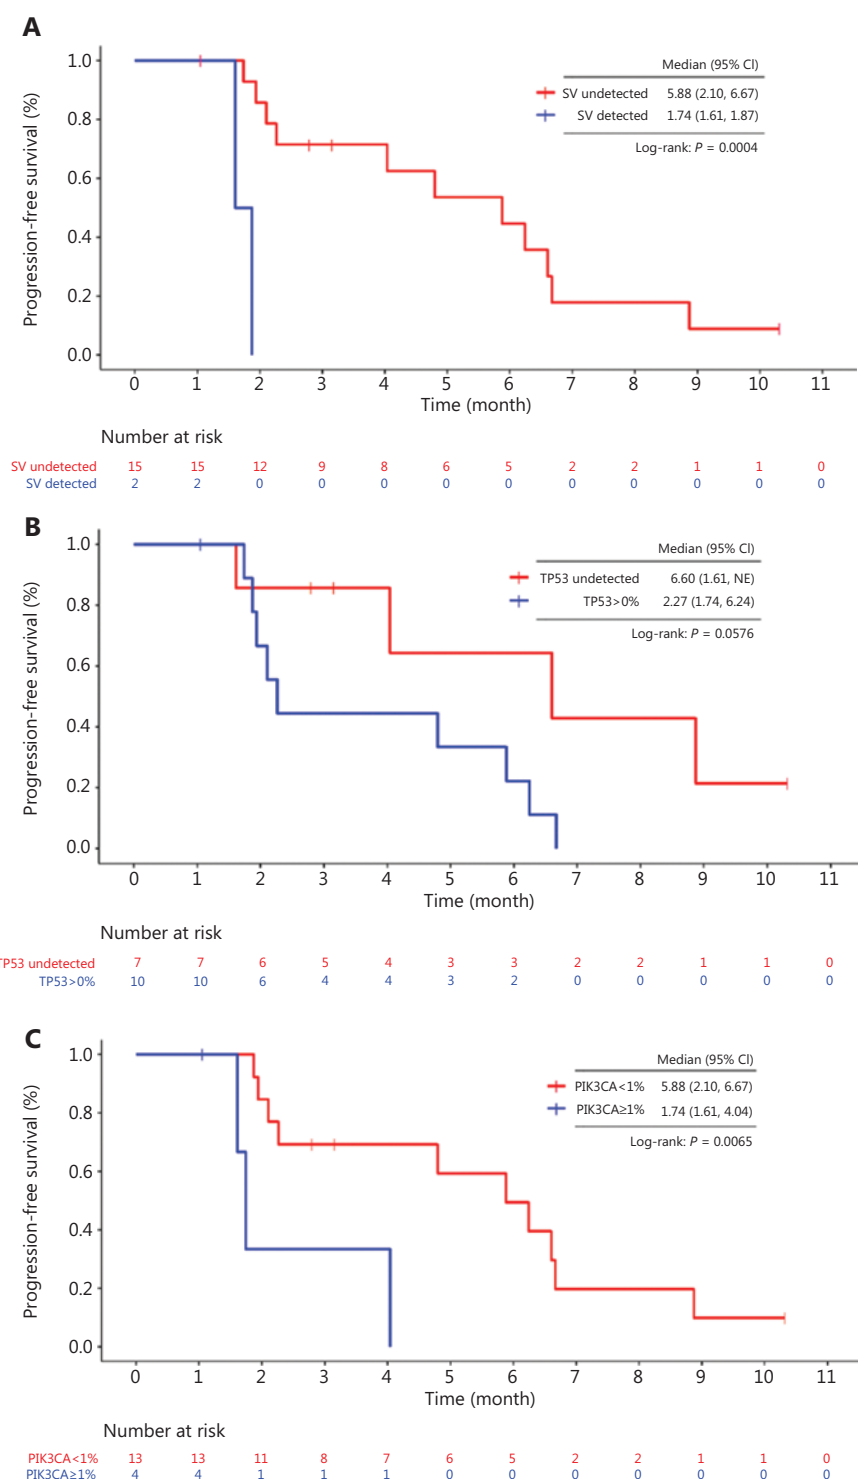 A
Median (95% CI)
SV undetected 5.88 (2.10, 6.67)
SV detected 1.74 (1.61, 1.87)
Log-rank: P = 0.0004
Progression-free survival (%)
1.0
0.8
0.6
0.4
0.2
0.0
0 1 2 3 4 5 6 7 8 9 10 11
Time (month)
Number at risk
SV undetected 15 15 12 9 8 6 5 2 2 1 1 0
SV detected 2 2 0 0 0 0 0 0 0 0 0 0
B
Median (95% CI)
TP53 undetected 6.60 (1.61, NE)
TP53>0% 2.27 (1.74, 6.24)
Log-rank: P = 0.0576
Progression-free survival (%)
1.0
0.8
0.6
0.4
0.2
0.0
0 1 2 3 4 5 6 7 8 9 10 11
Time (month)
Number at risk
TP53 undetected 7 7 6 5 4 3 3 2 2 1 1 0
TP53>0% 10 10 6 4 4 3 2 0 0 0 0 0
C
Median (95% CI)
PIK3CA<1% 5.88 (2.10, 6.67)
PIK3CA≥1% 1.74 (1.61, 4.04)
Log-rank: P = 0.0065
Progression-free survival (%)
1.0
0.8
0.6
0.4
0.2
0.0
0 1 2 3 4 5 6 7 8 9 10 11
Time (month)
Number at risk
PIK3CA<1% 13 13 11 8 7 6 5 2 2 1 1 0
PIK3CA≥1% 4 4 1 1 1 0 0 0 0 0 0 0